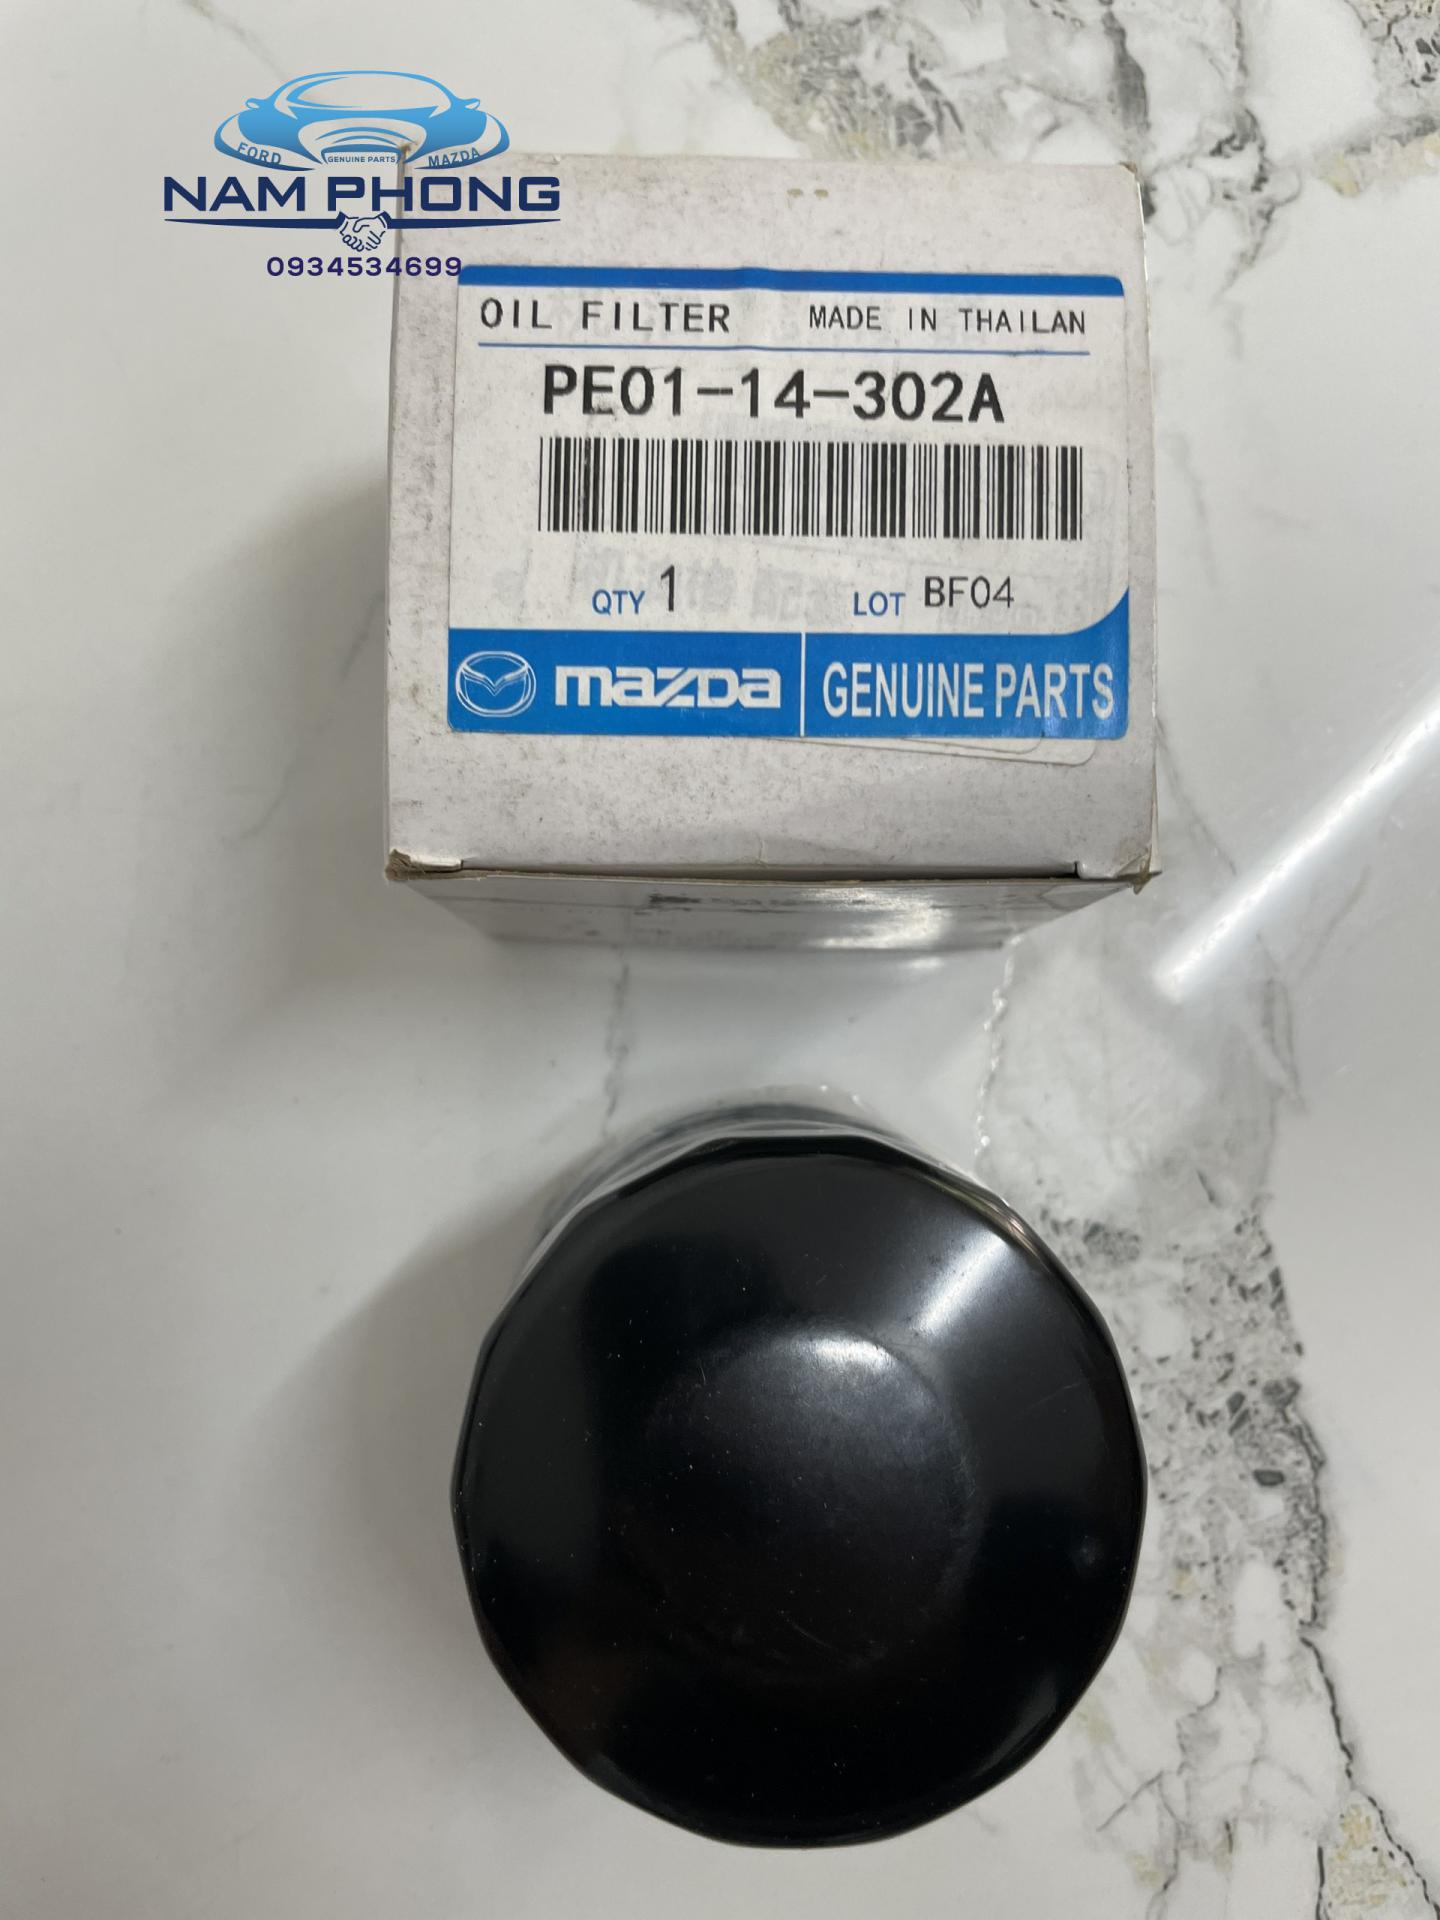 FORD GENUINE PARTS MAZDA
NAM PHONG
0934534699
OIL FILTER MADE IN THAILAN
PE01-14-302A
QTY 1 LOT BF04
mazda GENUINE PARTS